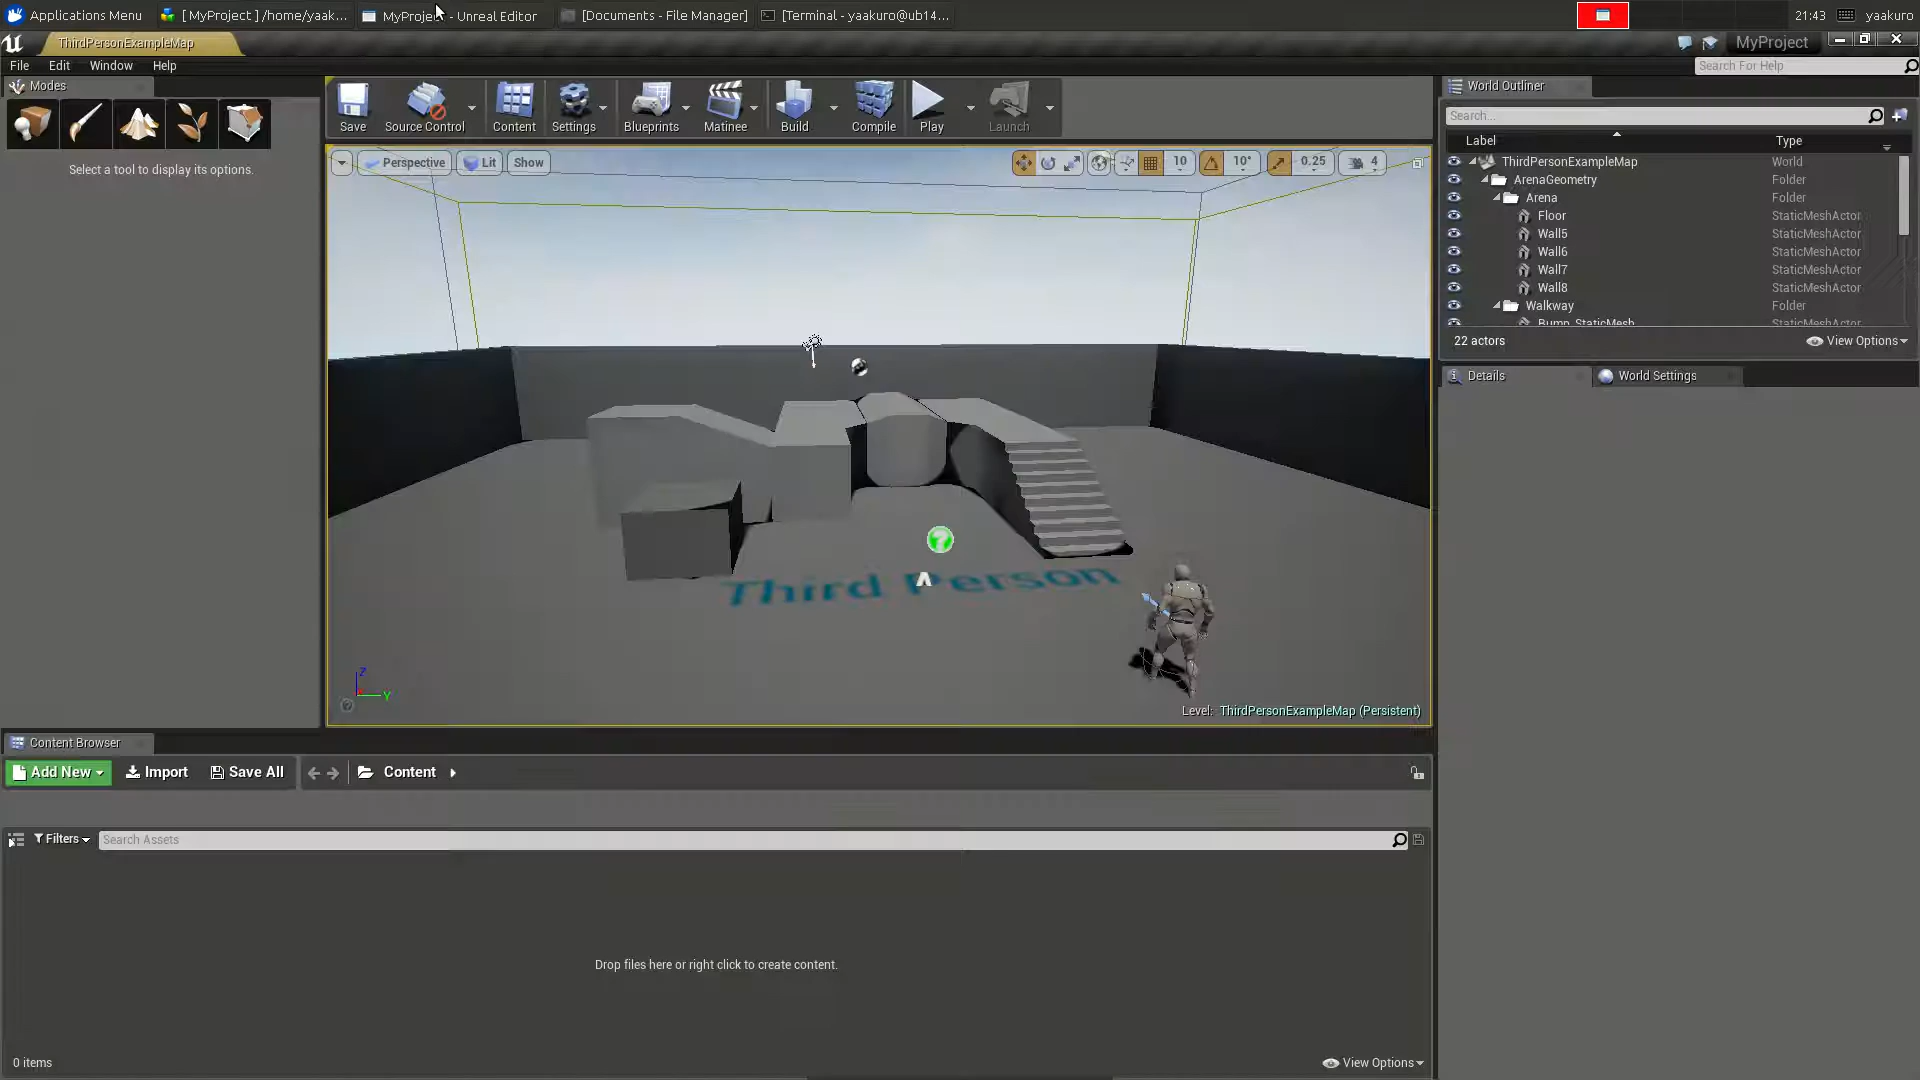 Applications Menu
[ MyProject ] /home/yaak...
MyProject - Unreal Editor
[Documents - File Manager]
[Terminal - yaakuro@ub14...
21:43
yaakuro
ThirdPersonExampleMap
MyProject
File
Edit
Window
Help
Search For Help
Modes
Select a tool to display its options.
Save
Source Control
Content
Settings
Blueprints
Matinee
Build
Compile
Play
Launch
Perspective
Lit
Show
10
10°
0.25
4
Third Person
Level: ThirdPersonExampleMap (Persistent)
Z
Y
World Outliner
Search...
Label
Type
ThirdPersonExampleMap
World
ArenaGeometry
Folder
Arena
Folder
Floor
StaticMeshActor
Wall5
StaticMeshActor
Wall6
StaticMeshActor
Wall7
StaticMeshActor
Wall8
StaticMeshActor
Walkway
Folder
Bump_StaticMesh
StaticMeshActor
22 actors
View Options
Details
World Settings
Content Browser
Add New
Import
Save All
Content
Filters
Search Assets
Drop files here or right click to create content.
0 items
View Options